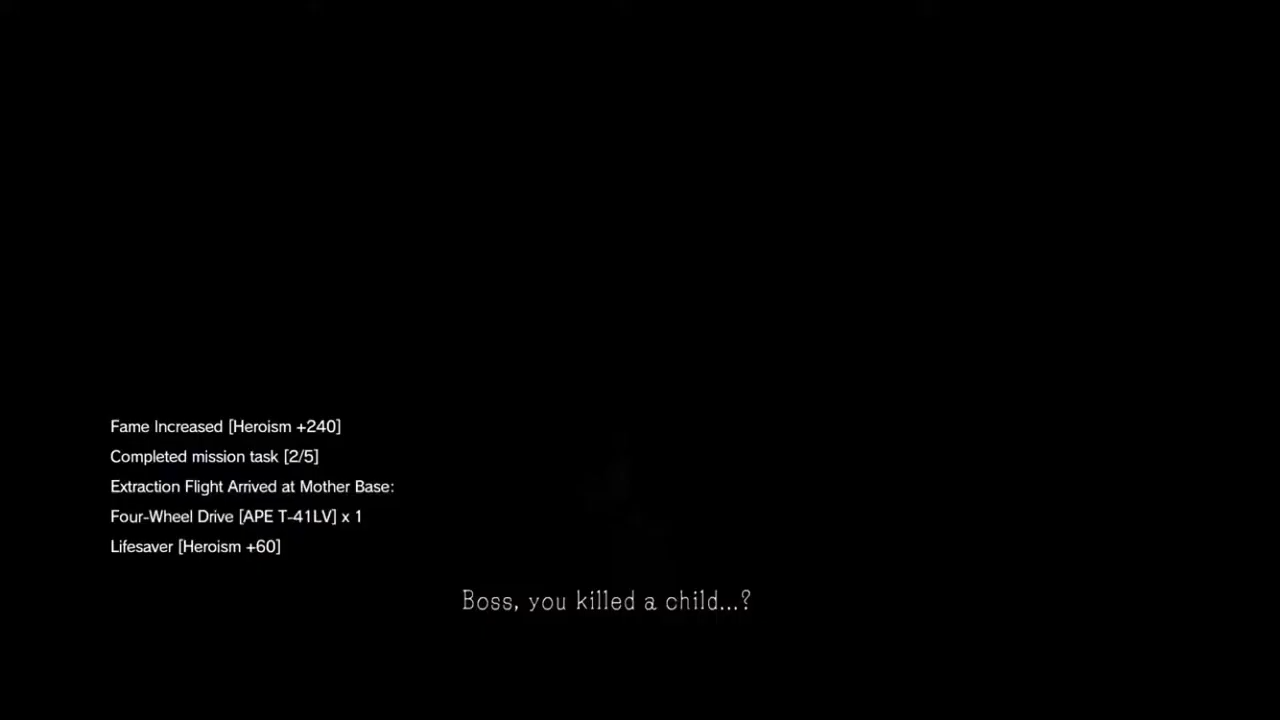 Fame Increased [Heroism +240]
Completed mission task [2/5]
Extraction Flight Arrived at Mother Base:
Four-Wheel Drive [APE T-41LV] x 1
Lifesaver [Heroism +60]
Boss, you killed a child...?